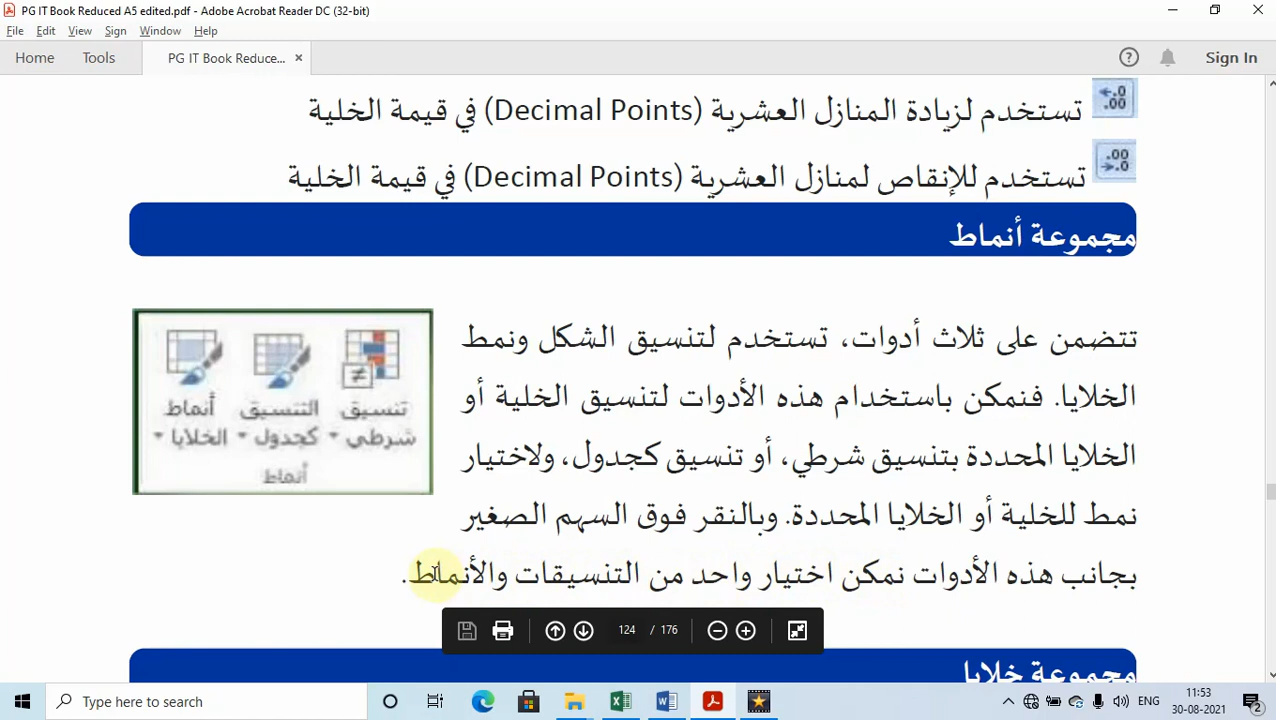 PG IT Book Reduced A5 edited.pdf - Adobe Acrobat Reader DC (32-bit)
File Edit View Sign Window Help
Home Tools PG IT Book Reduce... × Sign In
تستخدم لزيادة المنازل العشرية (Decimal Points) في قيمة الخلية
تستخدم للإنقاص لمنازل العشرية (Decimal Points) في قيمة الخلية
مجموعة أنماط
تتضمن على ثلاث أدوات، تستخدم لتنسيق الشكل ونمط
الخلايا. فنمكن باستخدام هذه الأدوات لتنسيق الخلية أو
الخلايا المحددة بتنسيق شرطي، أو تنسيق كجدول، ولاختيار
نمط للخلية أو الخلايا المحددة. وبالنقر فوق السهم الصغير
بجانب هذه الأدوات نمكن اختيار واحد من التنسيقات والأنماط.
تنسيق شرطي
التنسيق كجدول
أنماط الخلايا
أنماط
124 / 176
مجموعة خلايا
Type here to search
ENG
11:53
30-08-2021
2